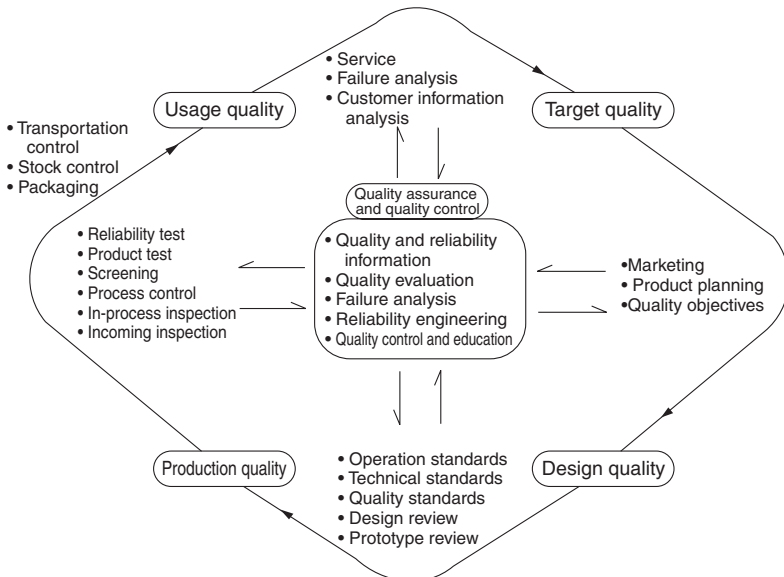 • Service
• Failure analysis
• Customer information
analysis
Usage quality
Target quality
• Transportation
control
• Stock control
• Packaging
Quality assurance
and quality control
• Reliability test
• Product test
• Screening
• Process control
• In-process inspection
• Incoming inspection
• Quality and reliability
information
• Quality evaluation
• Failure analysis
• Reliability engineering
• Quality control and education
•Marketing
• Product planning
•Quality objectives
Production quality
• Operation standards
• Technical standards
• Quality standards
• Design review
• Prototype review
Design quality